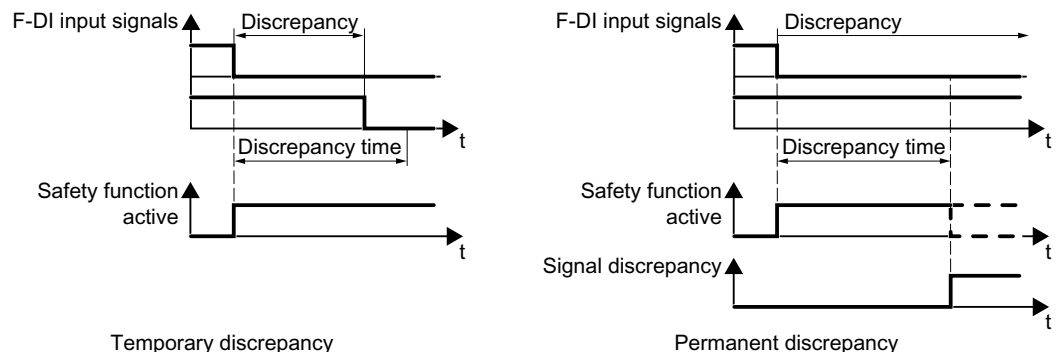 F-DI input signals
Discrepancy
t
Discrepancy time
Safety function
active
t
Temporary discrepancy
F-DI input signals
Discrepancy
t
Discrepancy time
Safety function
active
t
Signal discrepancy
t
Permanent discrepancy